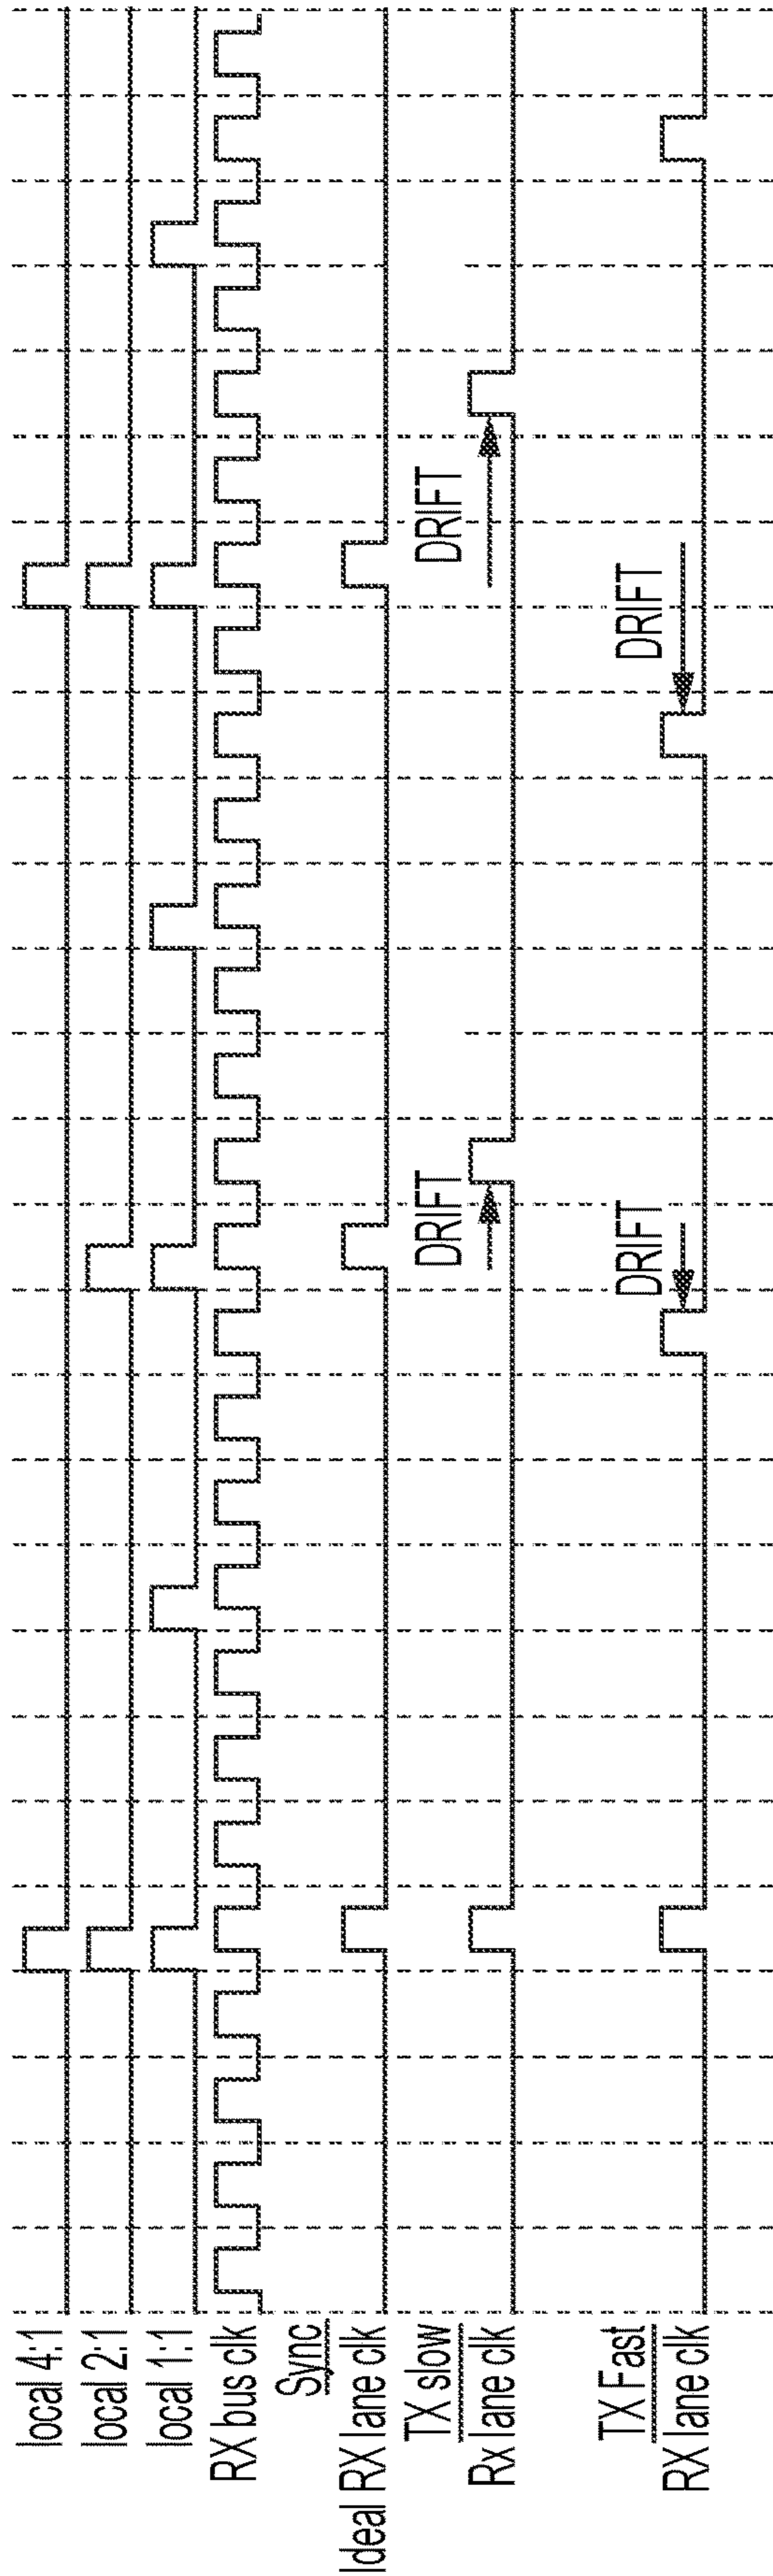 local 4:1
local 2:1
local 1:1
RX bus clk
Sync
Ideal RX lane clk
TX slow
Rx lane clk
DRIFT
DRIFT
TX Fast
RX lane clk
DRIFT
DRIFT